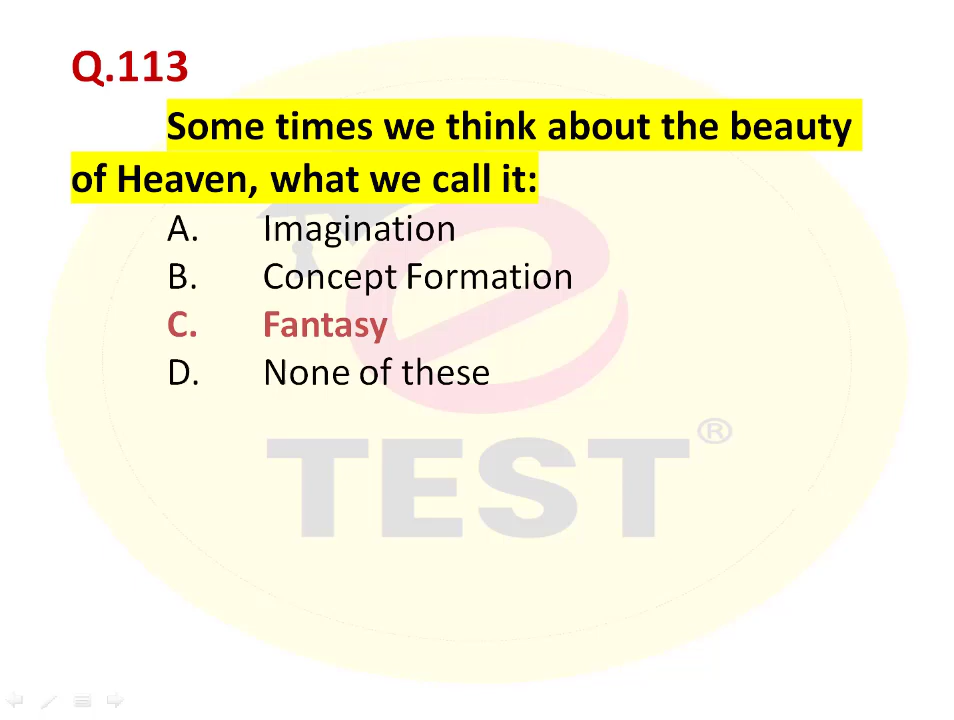 Q.113
Some times we think about the beauty
of Heaven, what we call it:
A. Imagination
B. Concept Formation
C. Fantasy
D. None of these
e
TEST®